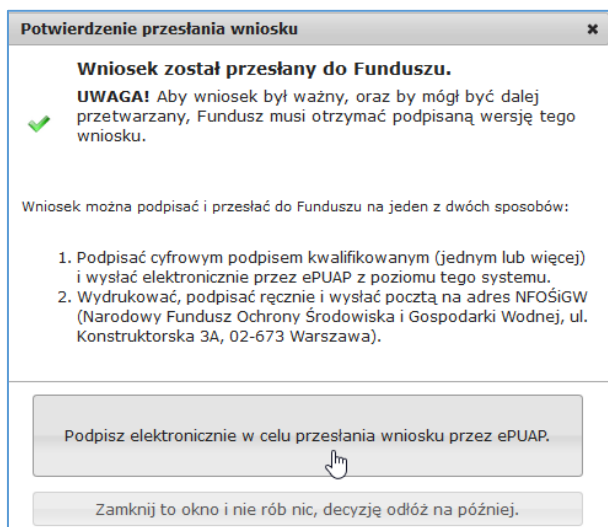 Potwierdzenie przesłania wniosku
Wniosek został przesłany do Funduszu.
UWAGA! Aby wniosek był ważny, oraz by mógł być dalej
przetwarzany, Fundusz musi otrzymać podpisaną wersję tego
wniosku.
Wniosek można podpisać i przesłać do Funduszu na jeden z dwóch sposobów:
1. Podpisać cyfrowym podpisem kwalifikowanym (jednym lub więcej)
i wysłać elektronicznie przez ePUAP z poziomu tego systemu.
2. Wydrukować, podpisać ręcznie i wysłać pocztą na adres NFOŚiGW
(Narodowy Fundusz Ochrony Środowiska i Gospodarki Wodnej, ul.
Konstruktorska 3A, 02-673 Warszawa).
Podpisz elektronicznie w celu przesłania wniosku przez ePUAP.
Zamknij to okno i nie rób nic, decyzję odłóż na później.